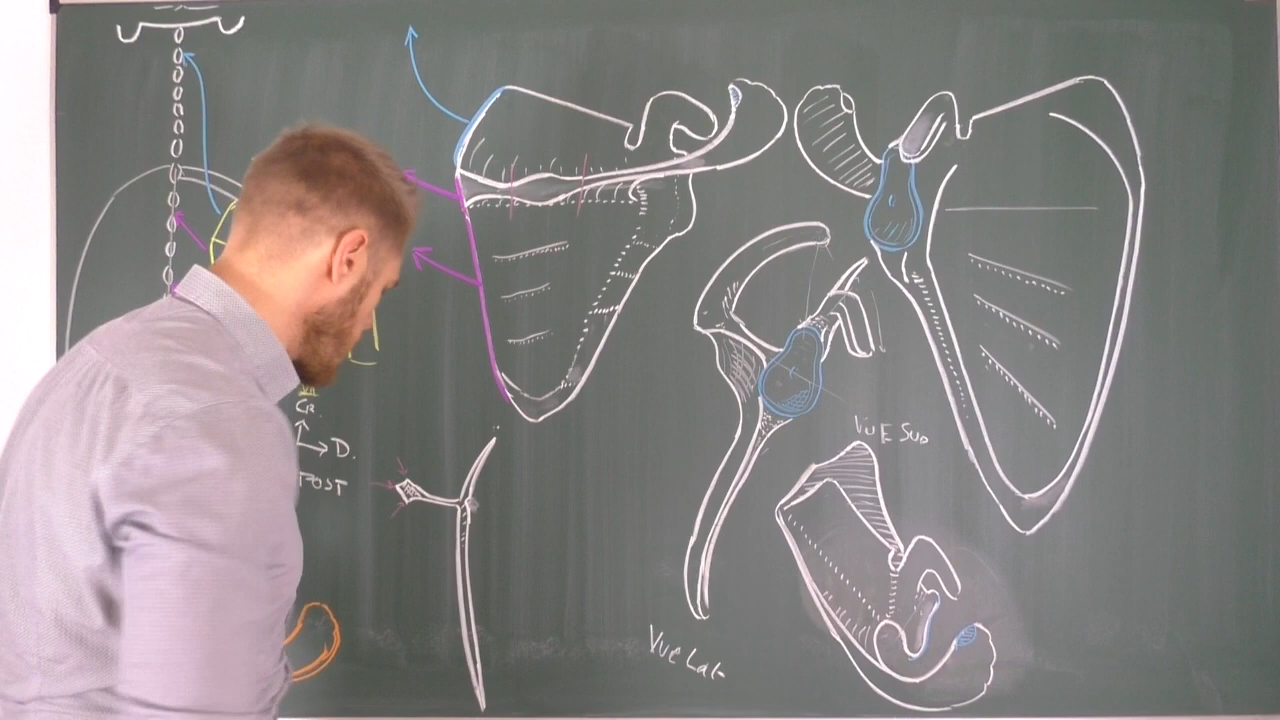 CR.
D.
POST
VUE SUP
VUE Lat